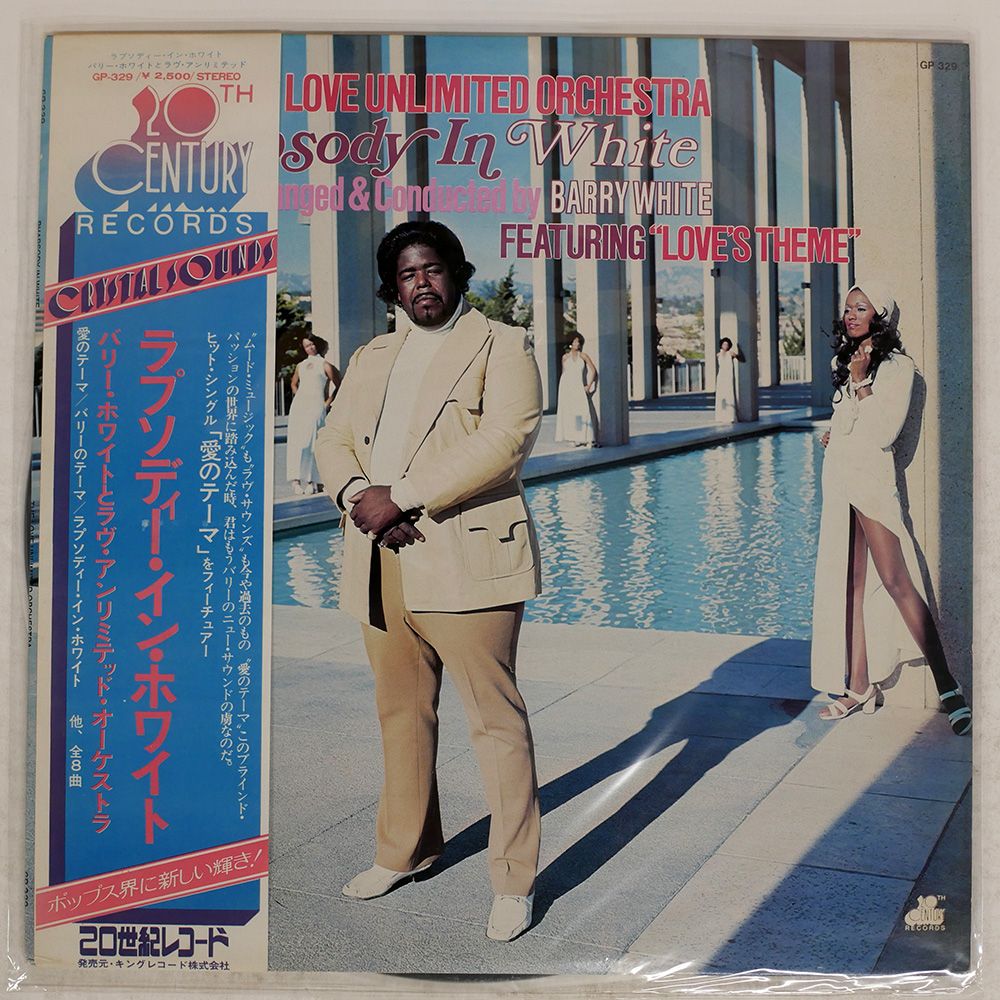 ラプソディー・イン・ホワイト
バリー・ホワイトとラヴ・アンリミテッド
GP-329/¥2,500/STEREO
20TH
CENTURY
RECORDS
CRYSTAL SOUNDS
"ムード・ミュージック"も"ラヴ・サウンズ"も今や過去のもの "愛のテーマ"このブラインド・
パッションの世界に踏み込んだ時、君はもうバリーのニュー・サウンドの虜なのだ。
ヒット・シングル「愛のテーマ」をフィーチュアー
ラプソディー・イン・ホワイト
バリー・ホワイトとラヴ・アンリミテッド・オーケストラ
愛のテーマ/バリーのテーマ/ラプソディー・イン・ホワイト 他、全8曲
ポップス界に新しい輝き!
20世紀レコード
発売元・キングレコード株式会社
GP 329
LOVE UNLIMITED ORCHESTRA
sody In White
nged & Conducted by BARRY WHITE
FEATURING "LOVE'S THEME"
20TH
CENTURY
RECORDS